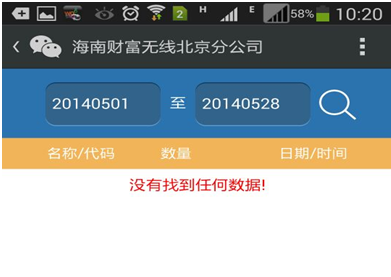 2 H E 58% 10:20
海南财富无线北京分公司
20140501 至 20140528
名称/代码 数量 日期/时间
没有找到任何数据!